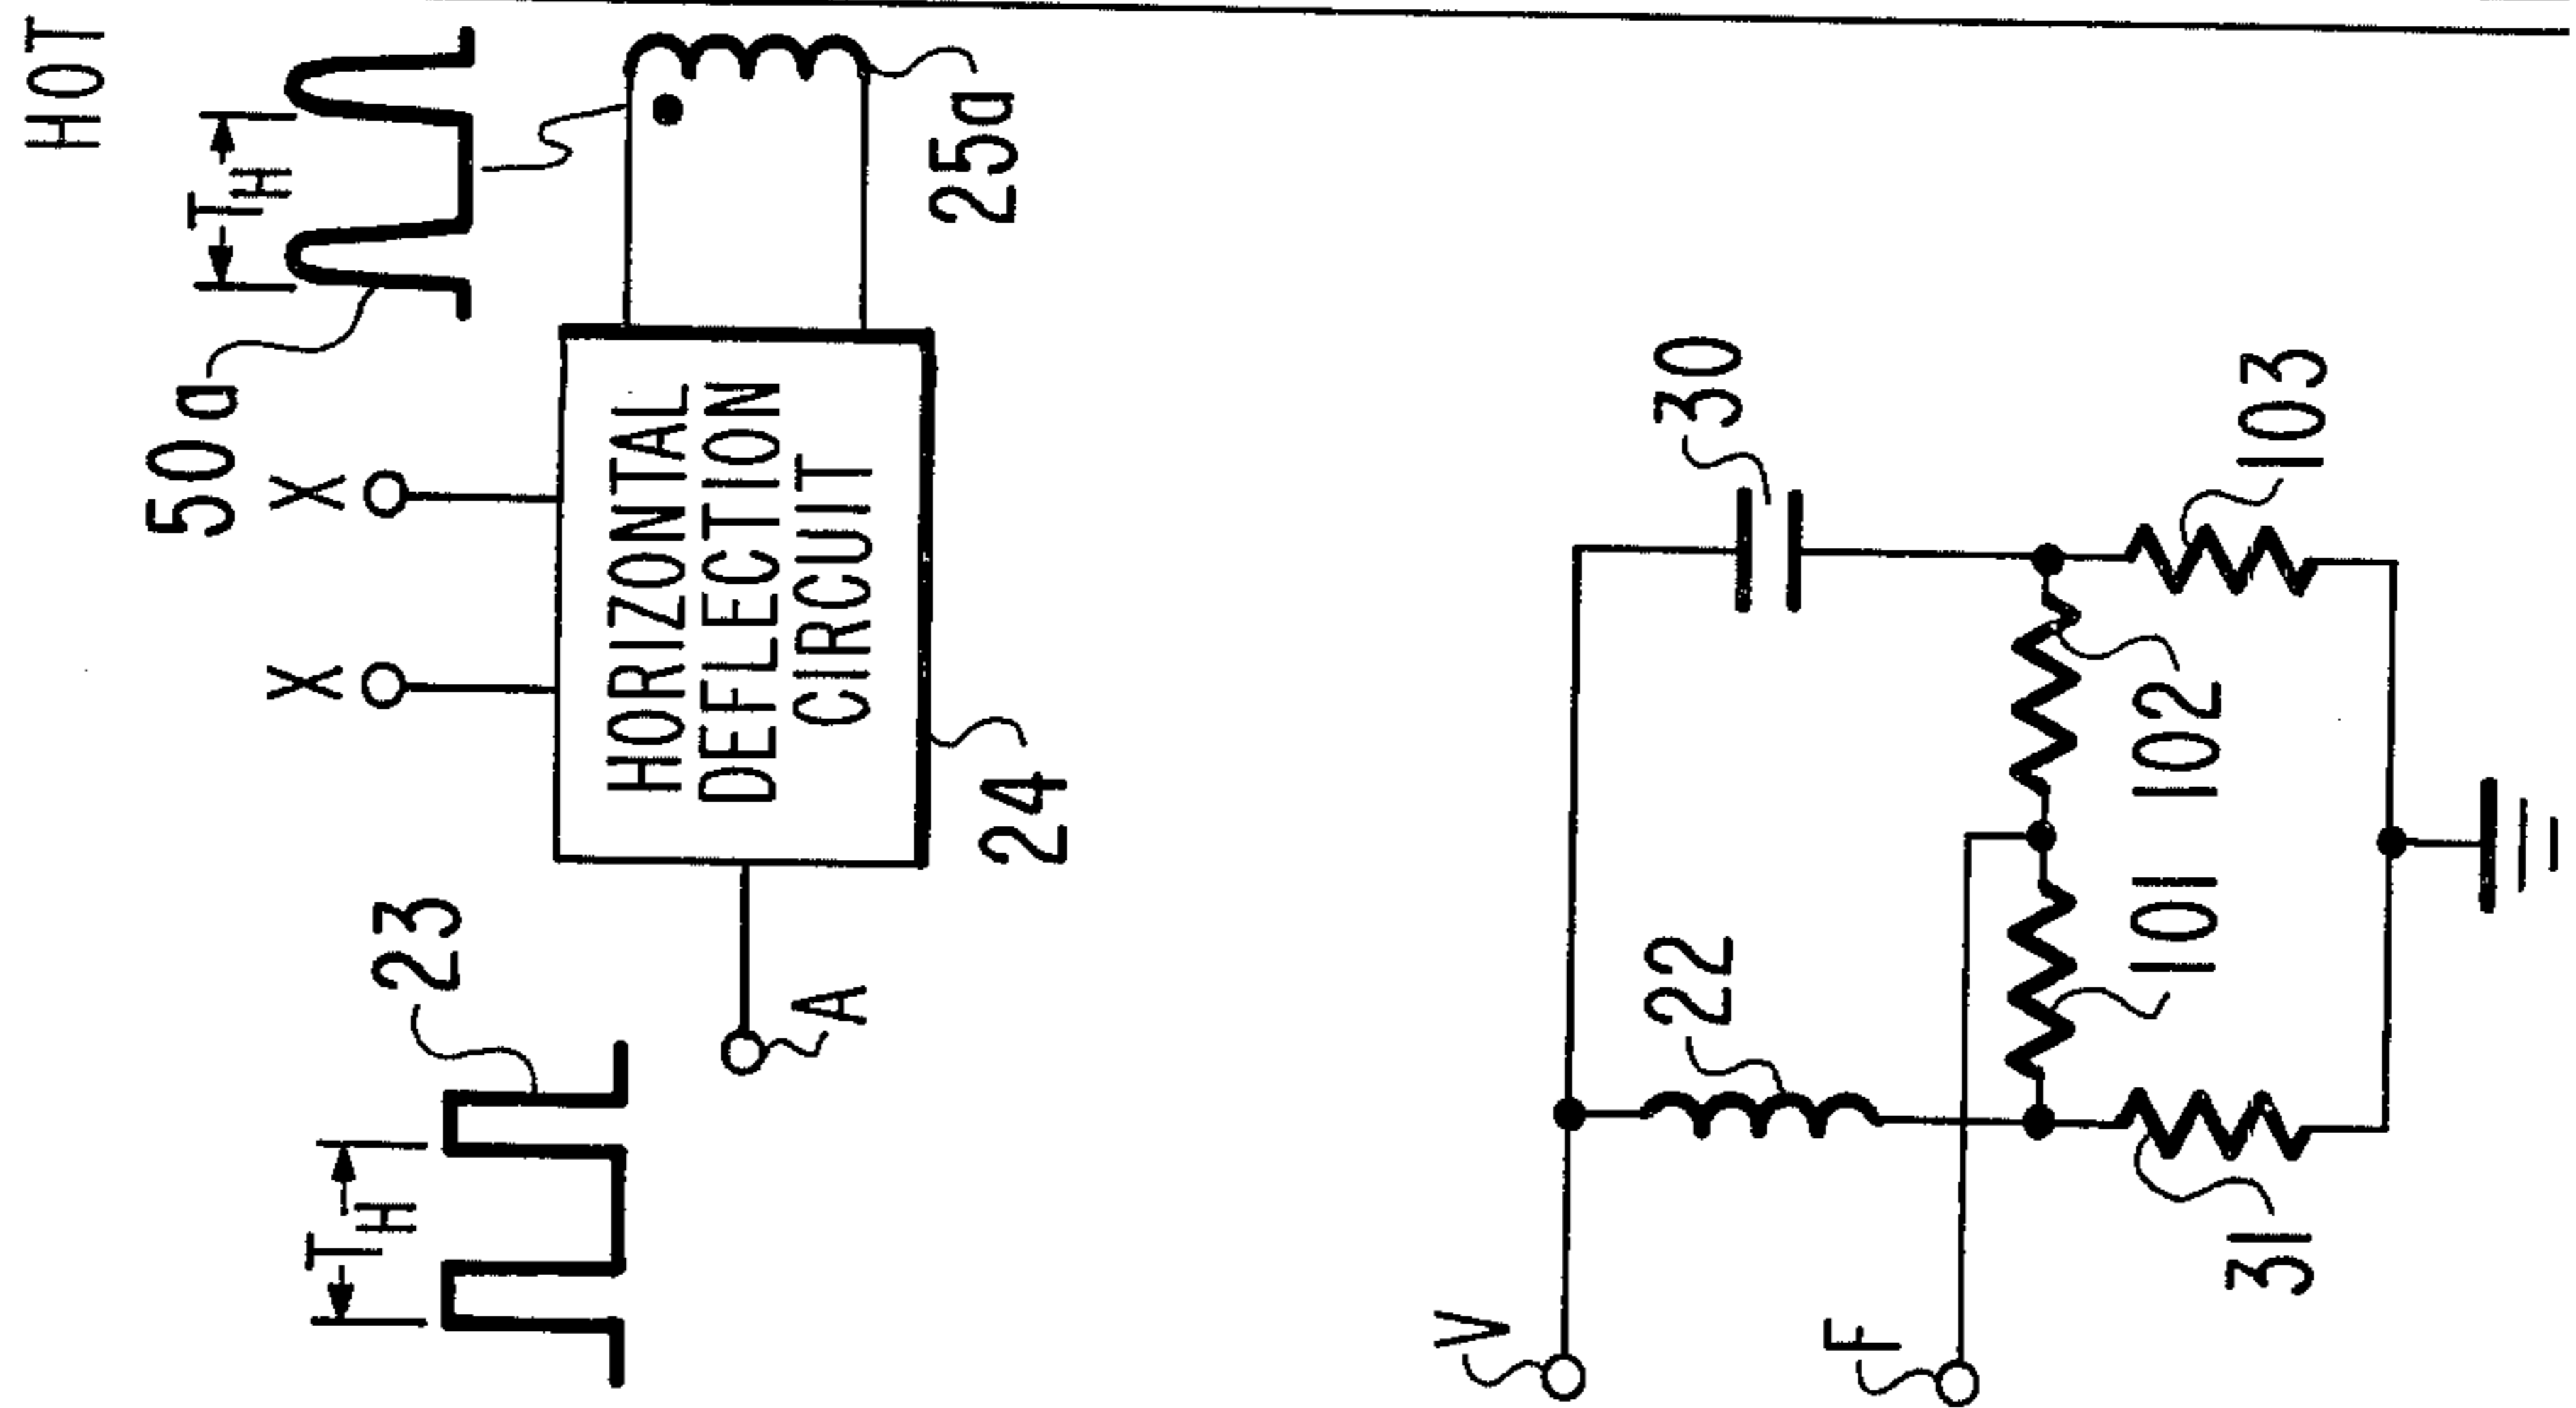 HOT
T_H
50a
25a
X
X
HORIZONTAL
DEFLECTION
CIRCUIT
24
23
T_H
A
30
103
102
101
22
31
V
F